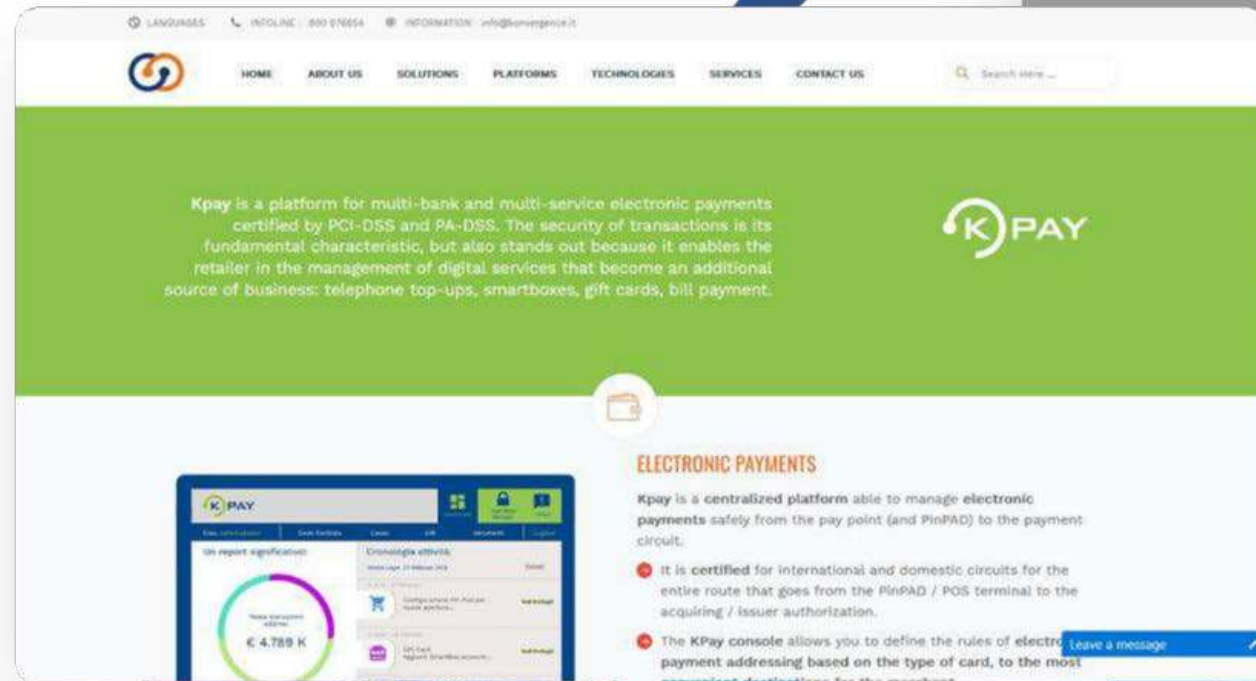 LANGUAGES INFOLINE : 800 076654 INFORMATION : info@konvergence.it
HOME ABOUT US SOLUTIONS PLATFORMS TECHNOLOGIES SERVICES CONTACT US Search Here ...
Kpay is a platform for multi-bank and multi-service electronic payments
certified by PCI-DSS and PA-DSS. The security of transactions is its
fundamental characteristic, but also stands out because it enables the
retailer in the management of digital services that become an additional
source of business: telephone top-ups, smartboxes, gift cards, bill payment.
K PAY
ELECTRONIC PAYMENTS
Kpay is a centralized platform able to manage electronic
payments safely from the pay point (and PinPAD) to the payment
circuit.
It is certified for international and domestic circuits for the
entire route that goes from the PinPAD / POS terminal to the
acquiring / issuer authorization.
The KPay console allows you to define the rules of electro
payment addressing based on the type of card, to the most
convenient destinations for the merchant
Leave a message
K PAY
Un report significativo:
Cronologia attività:
€ 4.789 K
Gift Card